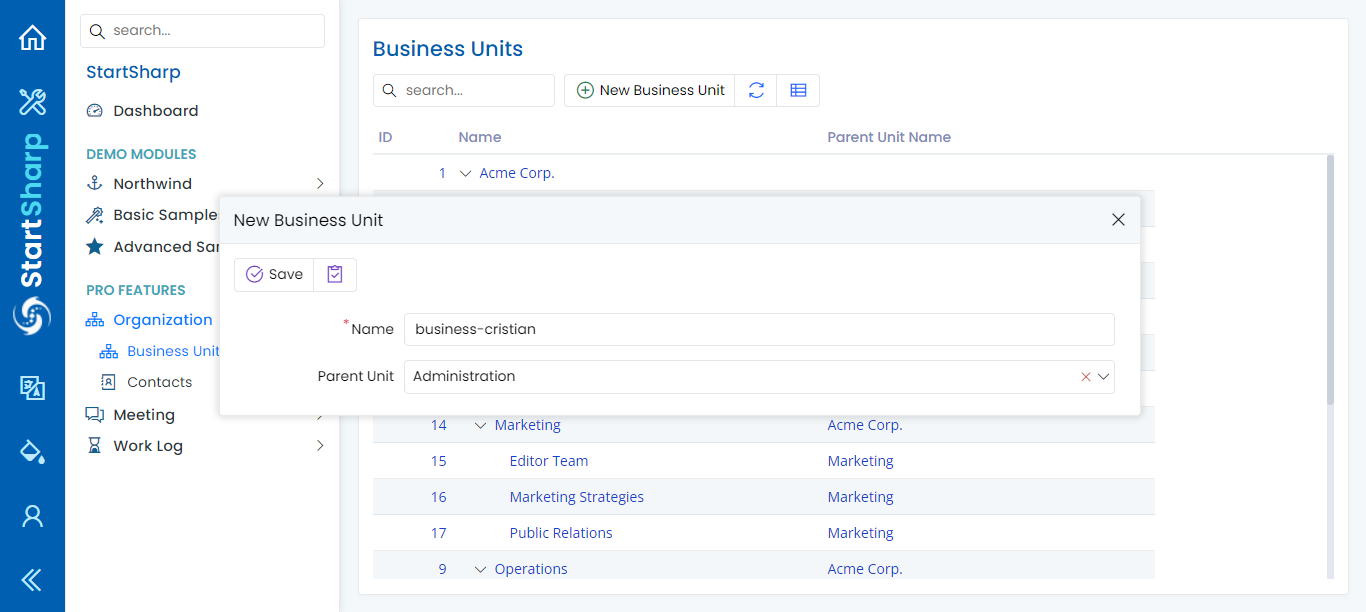 StartSharp
search...
StartSharp
Dashboard
DEMO MODULES
Northwind
Basic Sample
Advanced Sa
PRO FEATURES
Organization
Business Unit
Contacts
Meeting
Work Log
Business Units
search...
New Business Unit
ID Name Parent Unit Name
1 Acme Corp.
New Business Unit
Save
*Name business-cristian
Parent Unit Administration
14 Marketing Acme Corp.
15 Editor Team Marketing
16 Marketing Strategies Marketing
17 Public Relations Marketing
9 Operations Acme Corp.